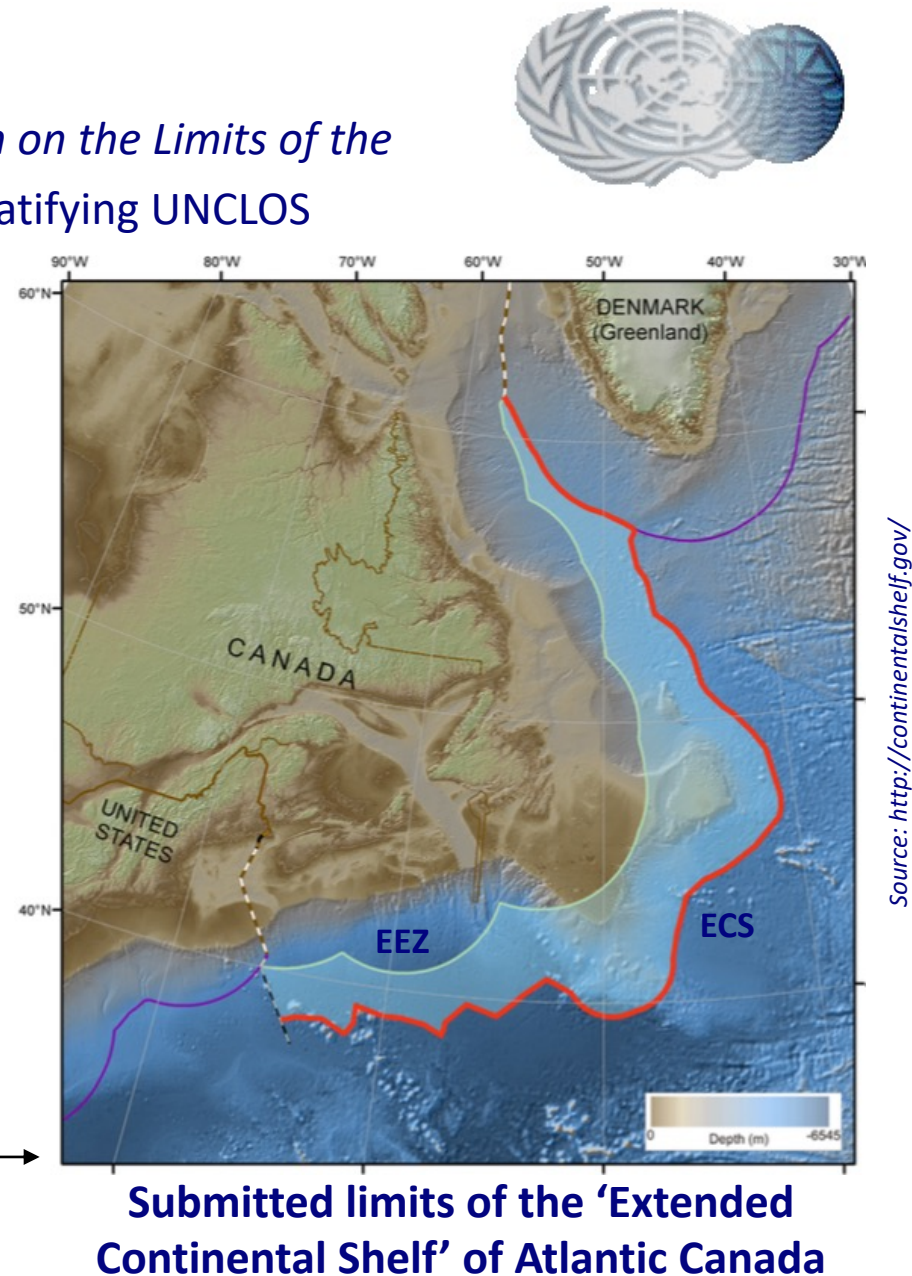 n on the Limits of the
atifying UNCLOS
90°W 80°W 70°W 60°W 50°W 40°W 30°W
60°N
DENMARK
(Greenland)
50°N
CANADA
UNITED
STATES
40°N
EEZ
ECS
0 Depth (m) -6545
Source: http://continentalshelf.gov/
Submitted limits of the ‘Extended
Continental Shelf’ of Atlantic Canada